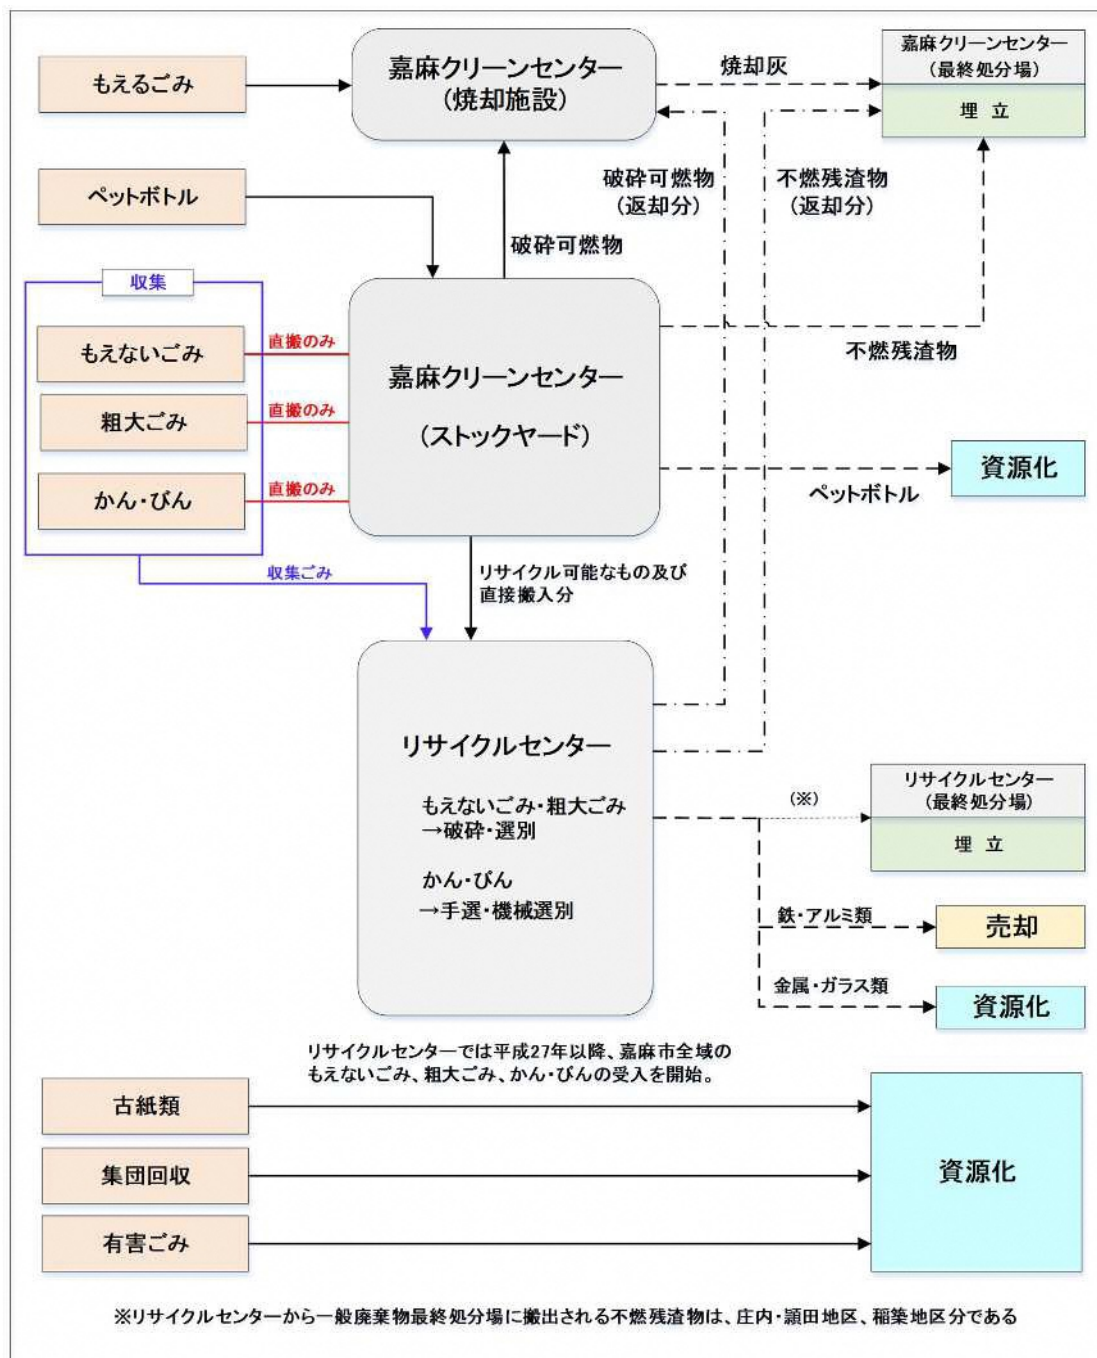 もえるごみ
嘉麻クリーンセンター
(焼却施設)
焼却灰
嘉麻クリーンセンター
(最終処分場)
埋 立
ペットボトル
破砕可燃物
破砕可燃物
(返却分)
不燃残渣物
(返却分)
収集
もえないごみ
直搬のみ
粗大ごみ
直搬のみ
かん・びん
直搬のみ
嘉麻クリーンセンター
(ストックヤード)
不燃残渣物
ペットボトル
資源化
収集ごみ
リサイクル可能なもの及び
直接搬入分
リサイクルセンター
もえないごみ・粗大ごみ
→破砕・選別
かん・びん
→手選・機械選別
(※)
リサイクルセンター
(最終処分場)
埋 立
鉄・アルミ類
売却
金属・ガラス類
資源化
リサイクルセンターでは平成27年以降、嘉麻市全域の
もえないごみ、粗大ごみ、かん・びんの受入を開始。
古紙類
集団回収
有害ごみ
資源化
※リサイクルセンターから一般廃棄物最終処分場に搬出される不燃残渣物は、庄内・頴田地区、稲築地区分である